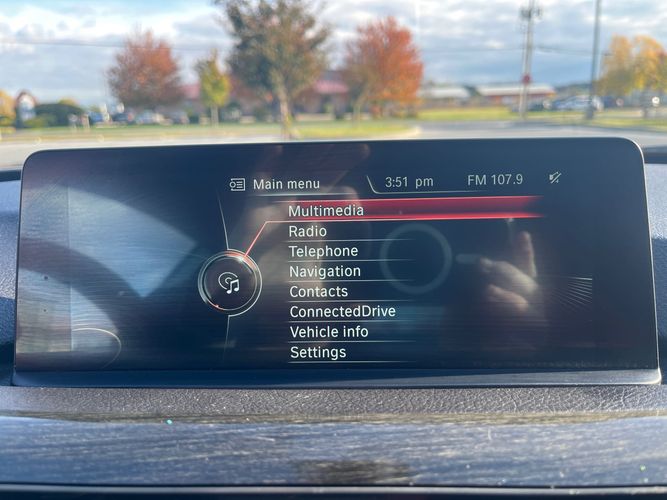 Main menu 3:51 pm FM 107.9
Multimedia
Radio
Telephone
Navigation
Contacts
ConnectedDrive
Vehicle info
Settings